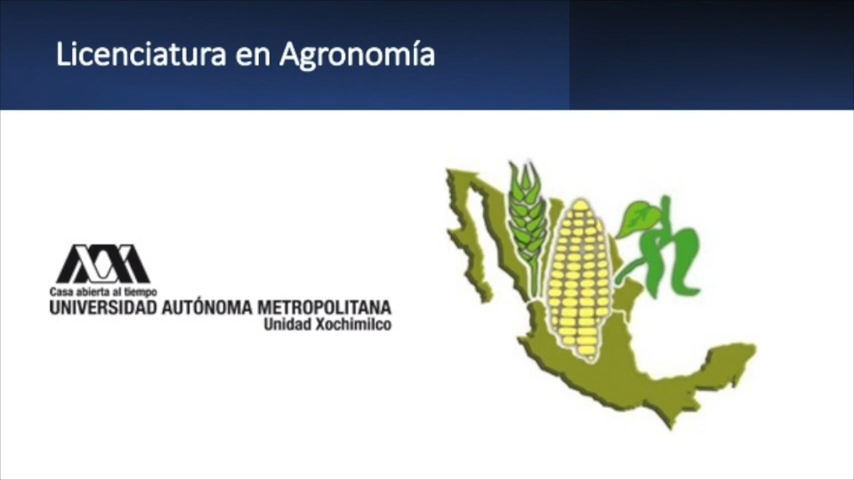 Licenciatura en Agronomía
Casa abierta al tiempo
UNIVERSIDAD AUTÓNOMA METROPOLITANA
Unidad Xochimilco